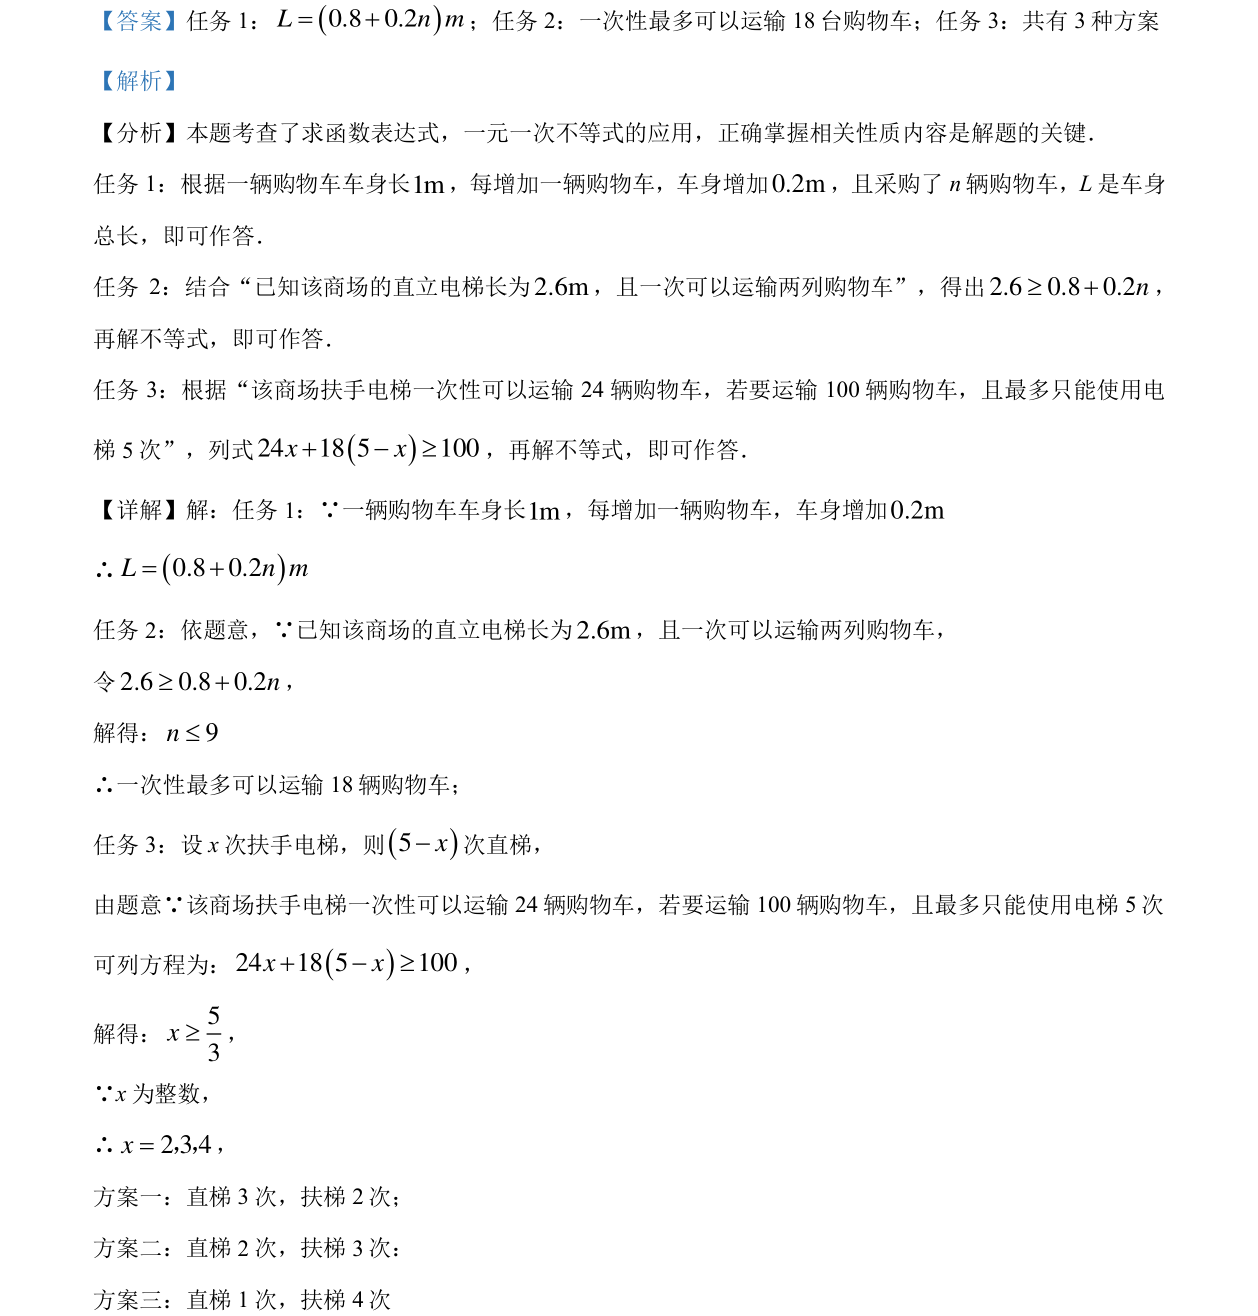 【答案】任务 1：L=(0.8+0.2n)m；任务 2：一次性最多可以运输 18 台购物车；任务 3：共有 3 种方案
【解析】
【分析】本题考查了求函数表达式，一元一次不等式的应用，正确掌握相关性质内容是解题的关键．
任务 1：根据一辆购物车车身长1m，每增加一辆购物车，车身增加0.2m，且采购了 n 辆购物车，L 是车身
总长，即可作答．
任务 2：结合“已知该商场的直立电梯长为2.6m，且一次可以运输两列购物车”，得出2.6≥0.8+0.2n，
再解不等式，即可作答．
任务 3：根据“该商场扶手电梯一次性可以运输 24 辆购物车，若要运输 100 辆购物车，且最多只能使用电
梯 5 次”，列式24x+18(5−x)≥100，再解不等式，即可作答．
【详解】解：任务 1：∵一辆购物车车身长1m，每增加一辆购物车，车身增加0.2m
∴L=(0.8+0.2n)m
任务 2：依题意，∵已知该商场的直立电梯长为2.6m，且一次可以运输两列购物车，
令2.6≥0.8+0.2n，
解得：n≤9
∴一次性最多可以运输 18 辆购物车；
任务 3：设 x 次扶手电梯，则(5−x)次直梯，
由题意∵该商场扶手电梯一次性可以运输 24 辆购物车，若要运输 100 辆购物车，且最多只能使用电梯 5 次
可列方程为：24x+18(5−x)≥100，
解得：x≥5/3，
∵x 为整数，
∴x=2,3,4，
方案一：直梯 3 次，扶梯 2 次；
方案二：直梯 2 次，扶梯 3 次：
方案三：直梯 1 次，扶梯 4 次